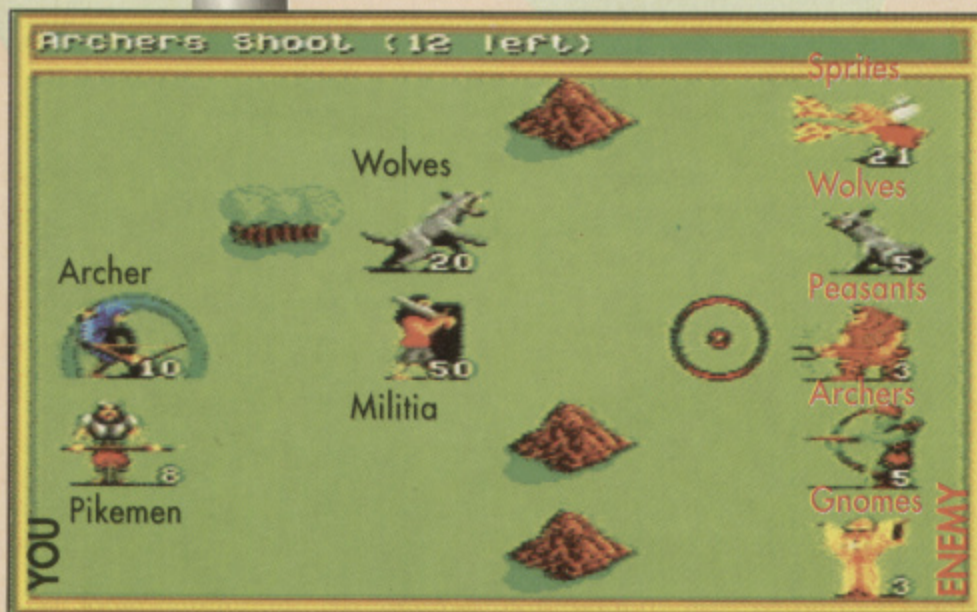 Archers Shoot (12 left)
Sprites
21
Wolves
20
Wolves
5
Archer
10
Militia
50
Peasants
3
Archers
5
Pikemen
8
Gnomes
3
YOU
ENEMY